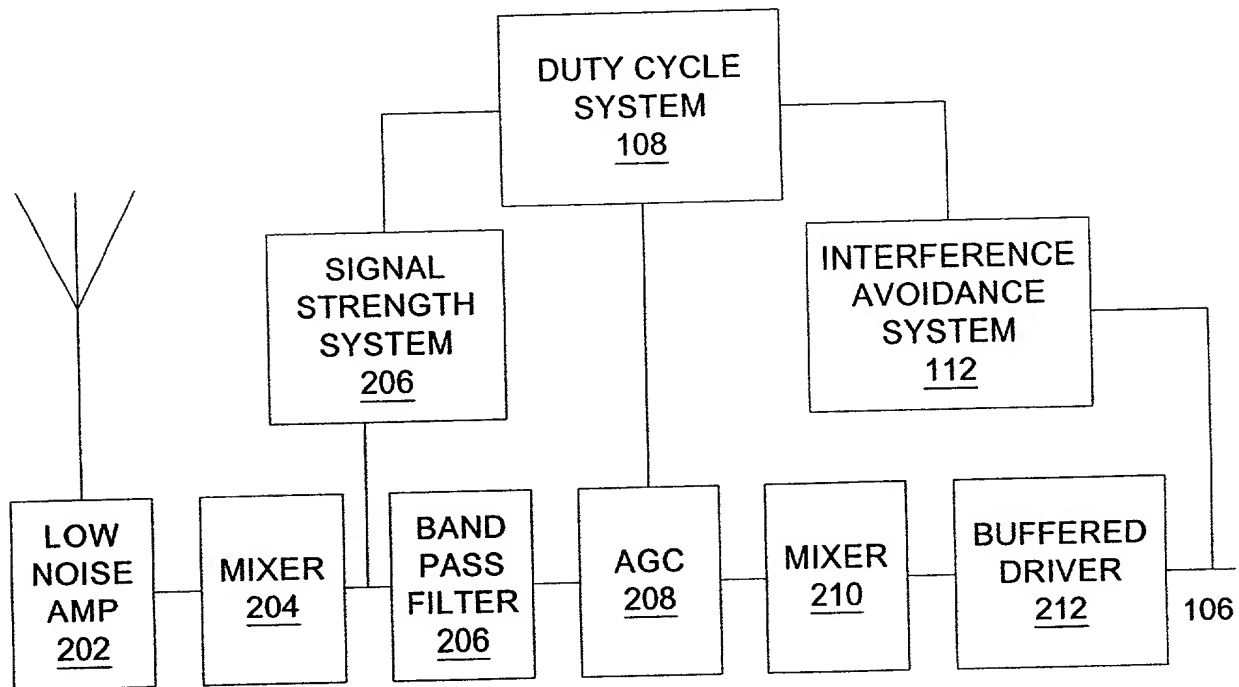 DUTY CYCLE
SYSTEM
108
SIGNAL
STRENGTH
SYSTEM
206
INTERFERENCE
AVOIDANCE
SYSTEM
112
LOW
NOISE
AMP
202
MIXER
204
BAND
PASS
FILTER
206
AGC
208
MIXER
210
BUFFERED
DRIVER
212
106